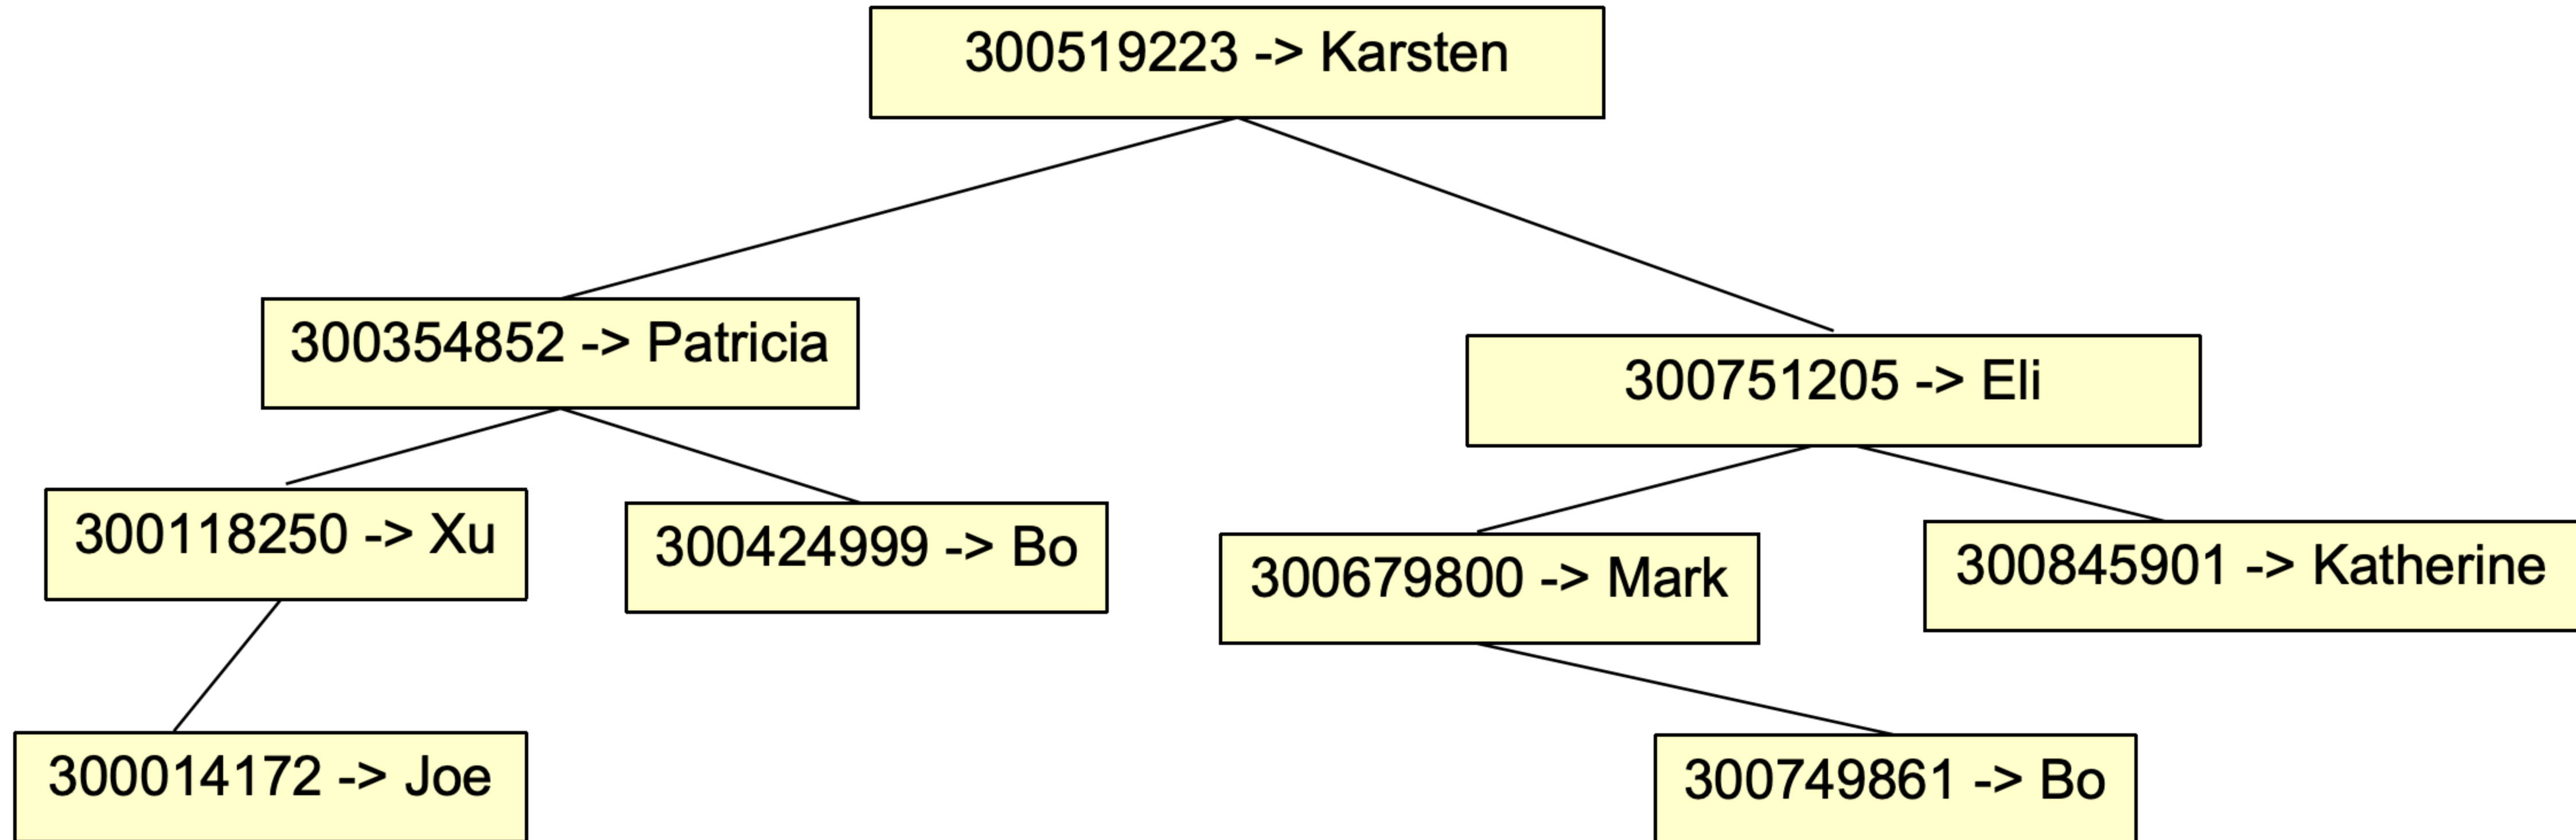 300519223 -> Karsten
300354852 -> Patricia
300751205 -> Eli
300118250 -> Xu
300424999 -> Bo
300679800 -> Mark
300845901 -> Katherine
300014172 -> Joe
300749861 -> Bo